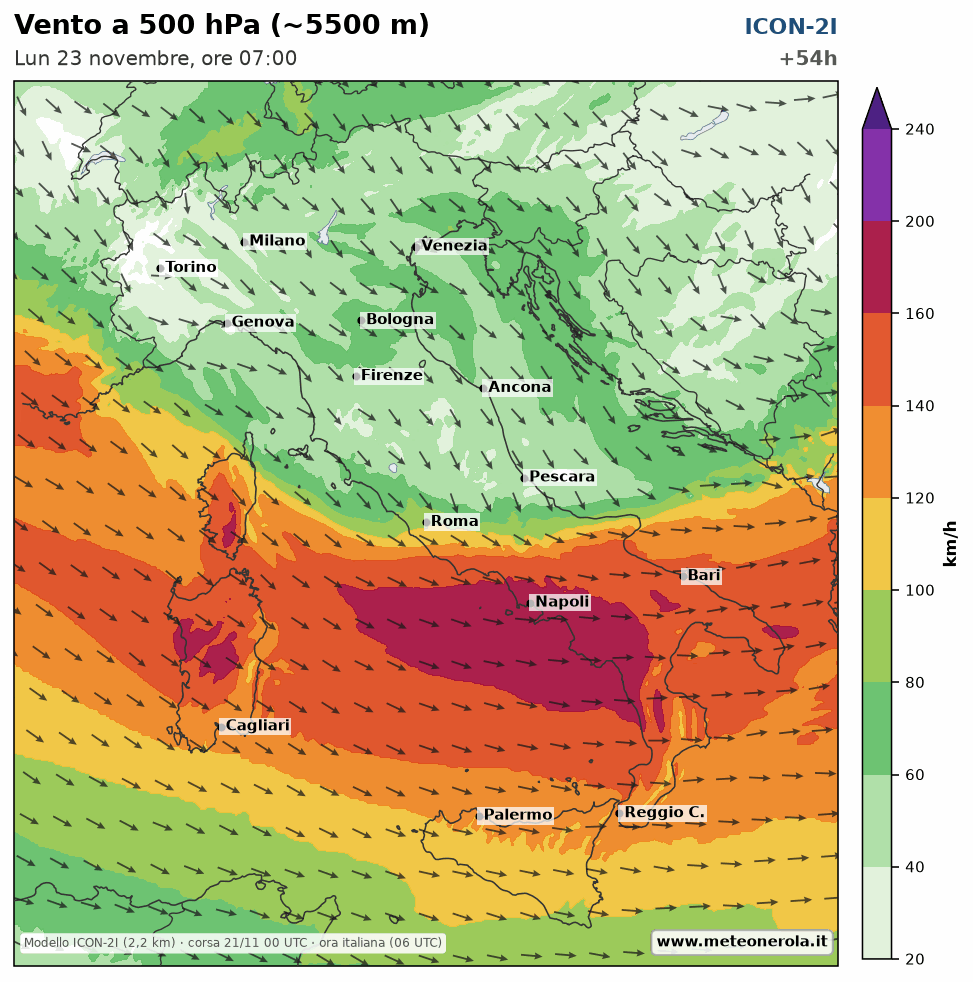 Vento a 500 hPa (~5500 m)
ICON-2I
Lun 23 novembre, ore 07:00
+54h
240
200
Milano
Venezia
Torino
160
Genova
Bologna
Firenze
Ancona
140
Pescara
120
Roma
km/h
Bari
100
Napoli
80
Cagliari
60
Palermo
Reggio C.
40
Modello ICON-2I (2,2 km) · corsa 21/11 00 UTC · ora italiana (06 UTC)
www.meteonerola.it
20